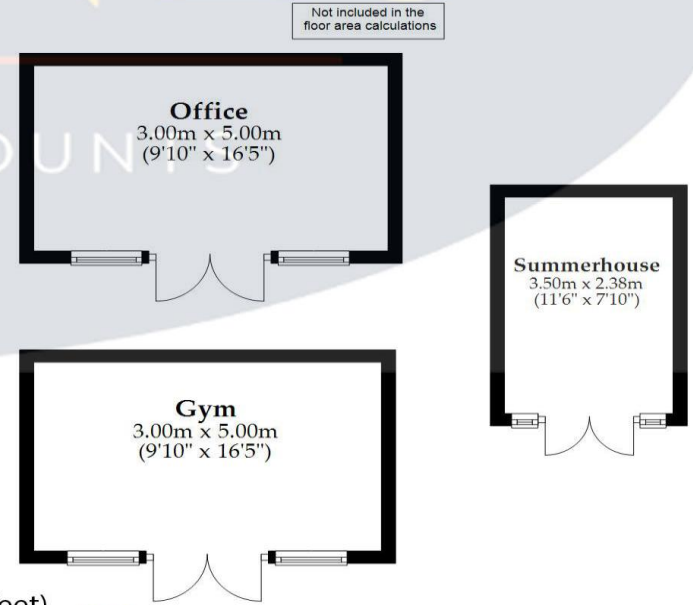 Not included in the
floor area calculations
Office
3.00m x 5.00m
(9'10" x 16'5")
OUNTS
Summerhouse
3.50m x 2.38m
(11'6" x 7'10")
Gym
3.00m x 5.00m
(9'10" x 16'5")